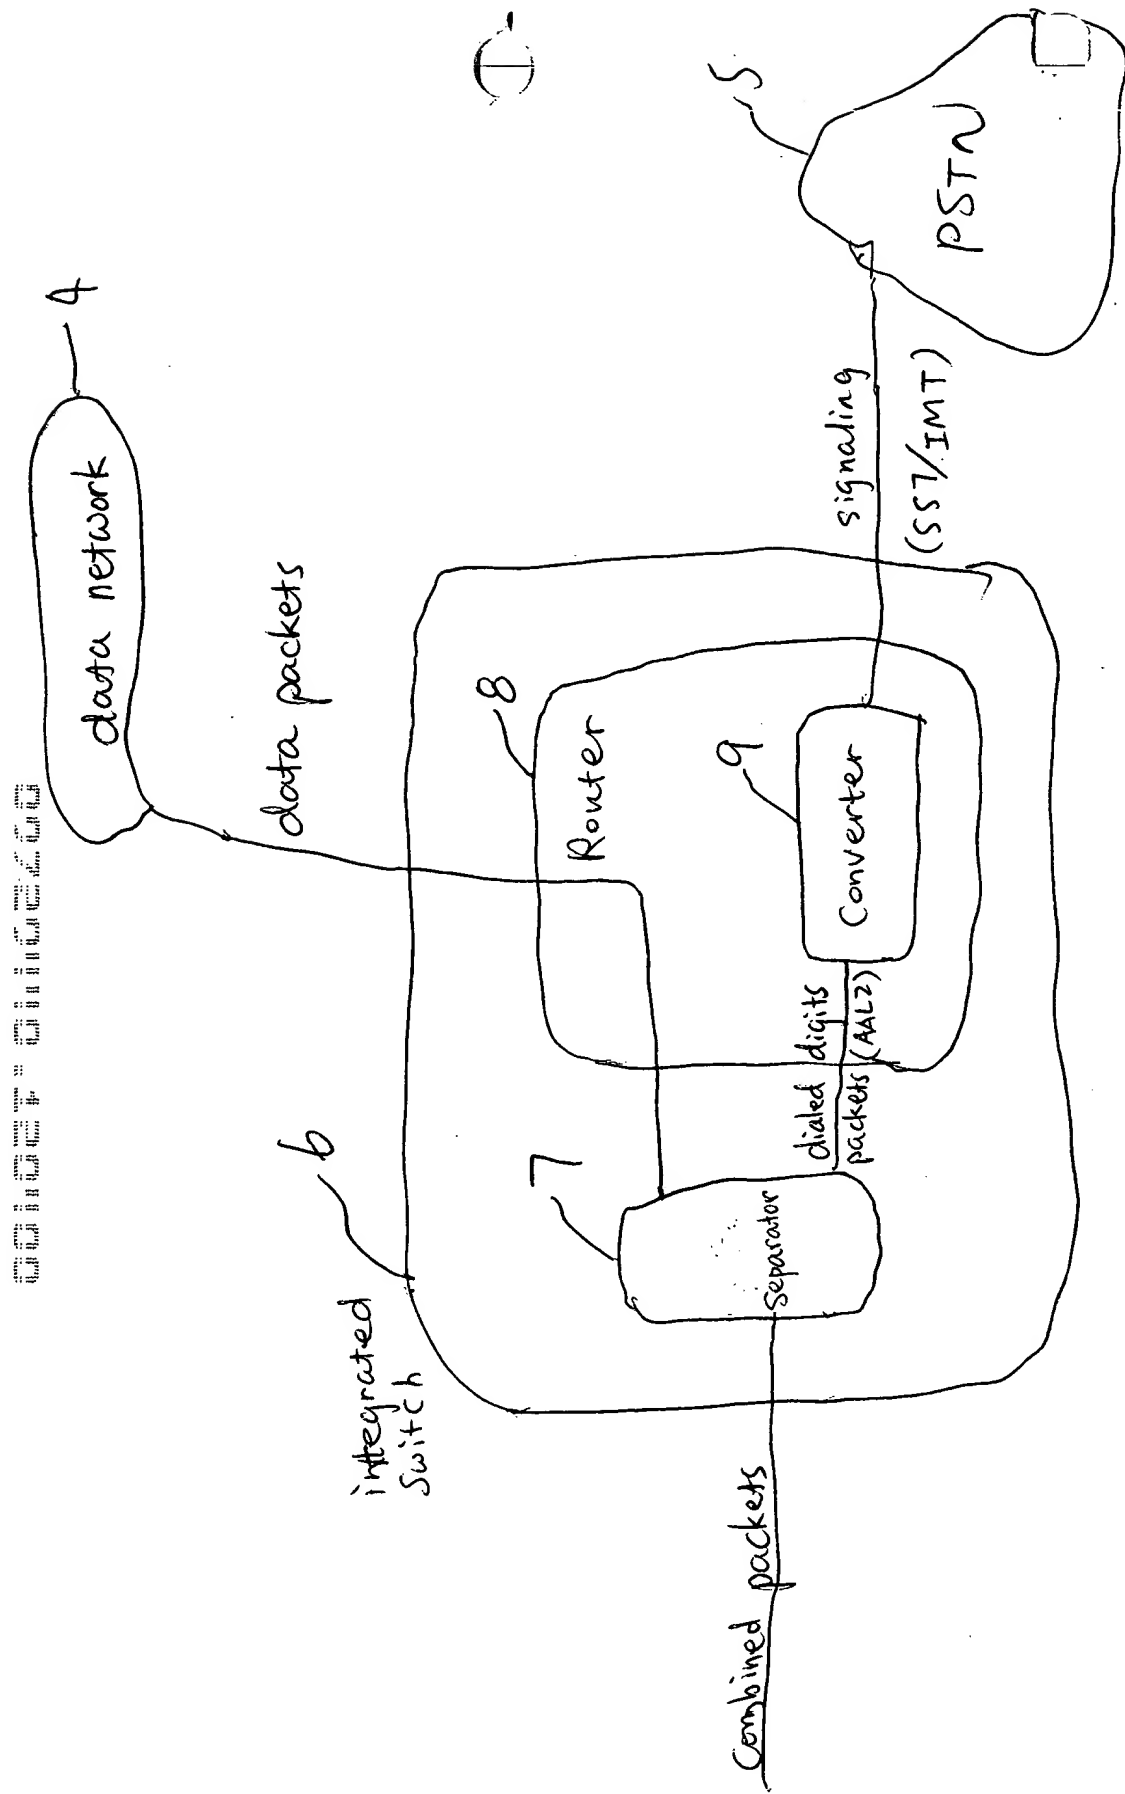 data network
4
data packets
integrated
switch
6
8
Router
7
9
5
Combined packets
separator
dialed digits
packets (AAL2)
Converter
signaling
(SS7/IMT)
PSTN